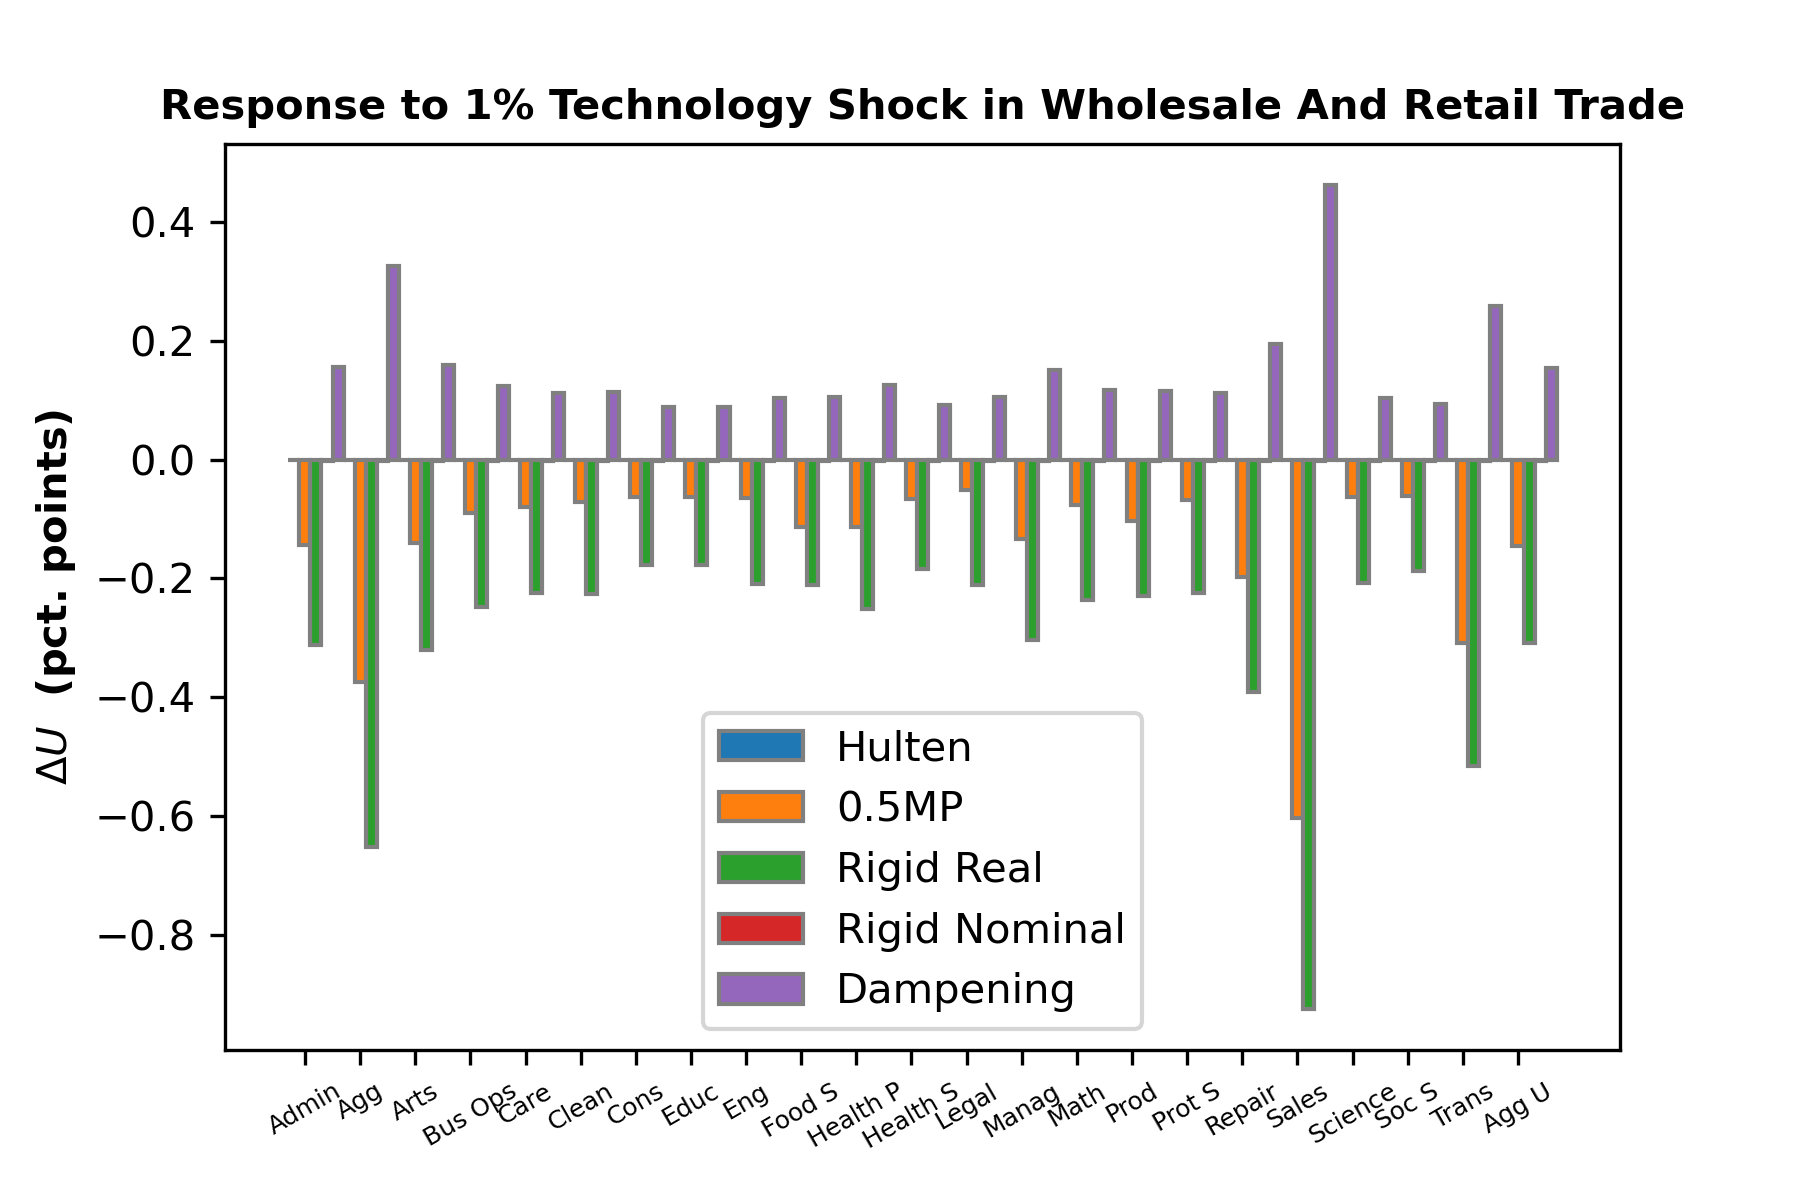 Response to 1% Technology Shock in Wholesale And Retail Trade
ΔU (pct. points)
0.4
0.2
0.0
−0.2
−0.4
−0.6
−0.8
Hulten
0.5MP
Rigid Real
Rigid Nominal
Dampening
Admin
Agg
Arts
Bus Ops
Care
Clean
Cons
Educ
Eng
Food S
Health P
Health S
Legal
Manag
Math
Prod
Prot S
Repair
Sales
Science
Soc S
Trans
Agg U